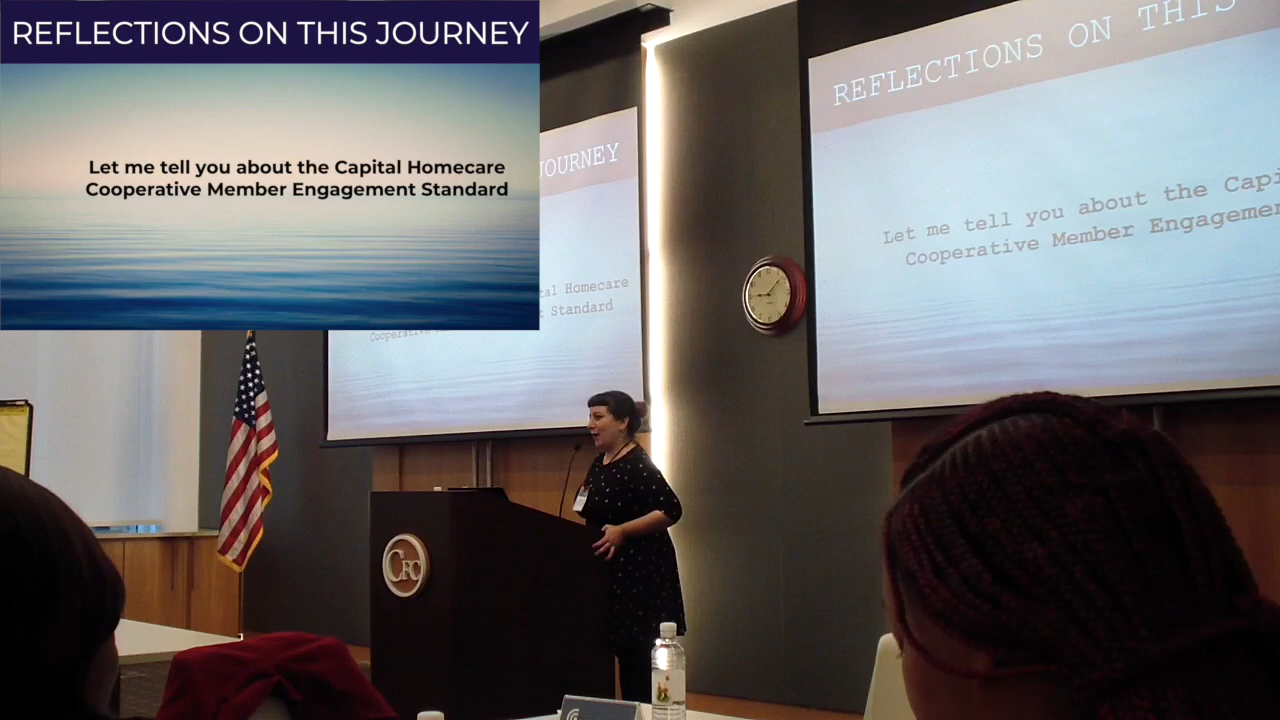 REFLECTIONS ON THIS JOURNEY
Let me tell you about the Capital Homecare
Cooperative Member Engagement Standard
JOURNEY
Homecare
Standard
REFLECTIONS ON THIS
Let me tell you about the Capi
Cooperative Member Engagemen
CFC